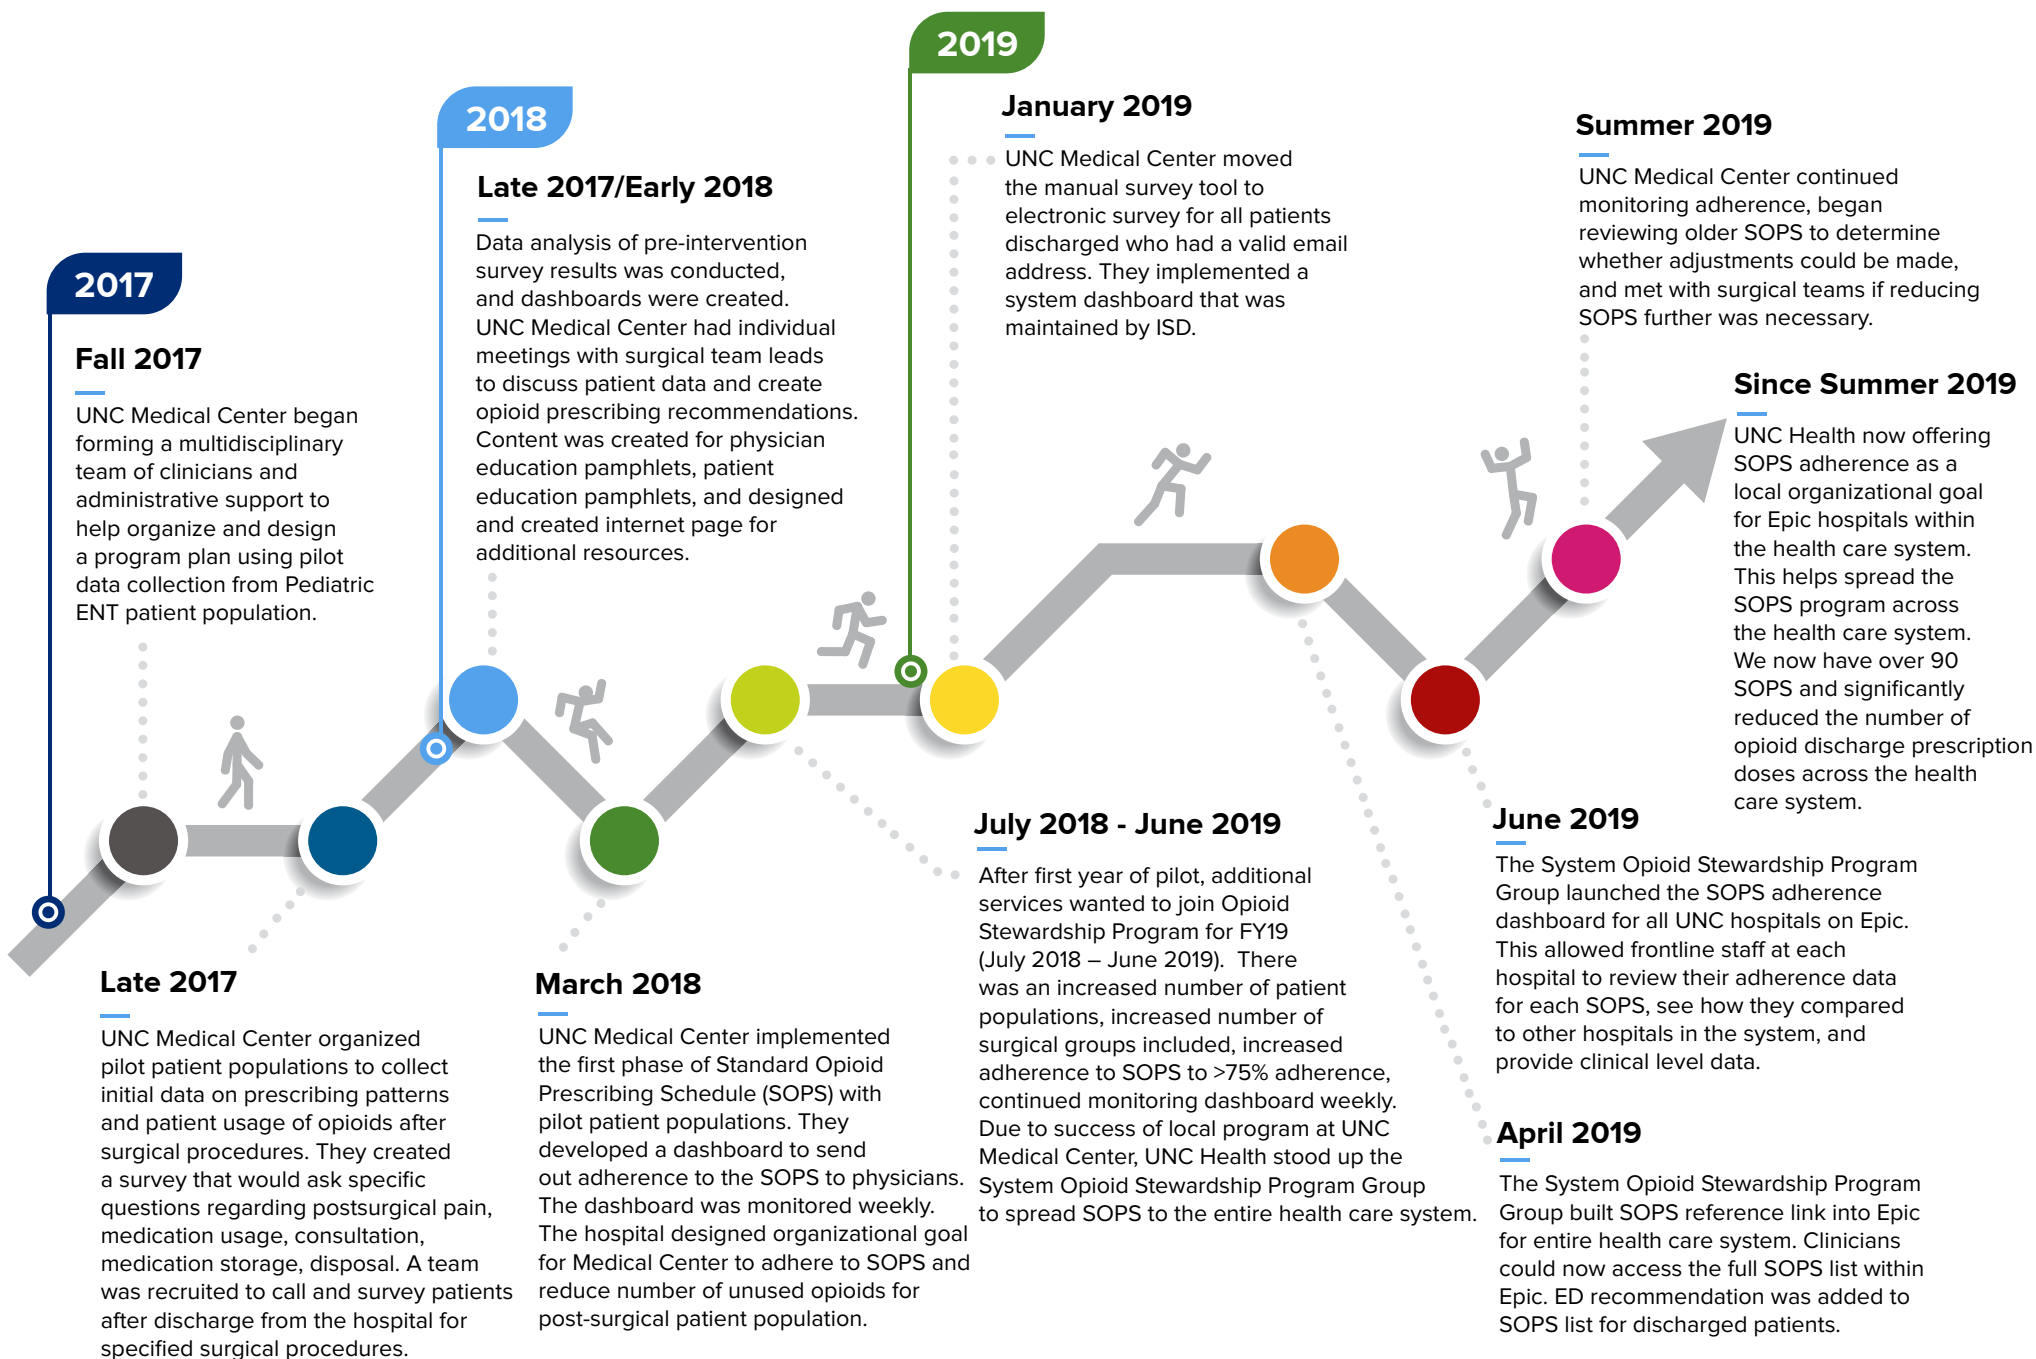 2017
Fall 2017
UNC Medical Center began
forming a multidisciplinary
team of clinicians and
administrative support to
help organize and design
a program plan using pilot
data collection from Pediatric
ENT patient population.
Late 2017
UNC Medical Center organized
pilot patient populations to collect
initial data on prescribing patterns
and patient usage of opioids after
surgical procedures. They created
a survey that would ask specific
questions regarding postsurgical pain,
medication usage, consultation,
medication storage, disposal. A team
was recruited to call and survey patients
after discharge from the hospital for
specified surgical procedures.
2018
Late 2017/Early 2018
Data analysis of pre-intervention
survey results was conducted,
and dashboards were created.
UNC Medical Center had individual
meetings with surgical team leads
to discuss patient data and create
opioid prescribing recommendations.
Content was created for physician
education pamphlets, patient
education pamphlets, and designed
and created internet page for
additional resources.
March 2018
UNC Medical Center implemented
the first phase of Standard Opioid
Prescribing Schedule (SOPS) with
pilot patient populations. They
developed a dashboard to send
out adherence to the SOPS to physicians.
The dashboard was monitored weekly.
The hospital designed organizational goal
for Medical Center to adhere to SOPS and
reduce number of unused opioids for
post-surgical patient population.
July 2018 - June 2019
After first year of pilot, additional
services wanted to join Opioid
Stewardship Program for FY19
(July 2018 – June 2019). There
was an increased number of patient
populations, increased number of
surgical groups included, increased
adherence to SOPS to >75% adherence,
continued monitoring dashboard weekly.
Due to success of local program at UNC
Medical Center, UNC Health stood up the
System Opioid Stewardship Program Group
to spread SOPS to the entire health care system.
2019
January 2019
UNC Medical Center moved
the manual survey tool to
electronic survey for all patients
discharged who had a valid email
address. They implemented a
system dashboard that was
maintained by ISD.
April 2019
The System Opioid Stewardship Program
Group built SOPS reference link into Epic
for entire health care system. Clinicians
could now access the full SOPS list within
Epic. ED recommendation was added to
SOPS list for discharged patients.
June 2019
The System Opioid Stewardship Program
Group launched the SOPS adherence
dashboard for all UNC hospitals on Epic.
This allowed frontline staff at each
hospital to review their adherence data
for each SOPS, see how they compared
to other hospitals in the system, and
provide clinical level data.
Summer 2019
UNC Medical Center continued
monitoring adherence, began
reviewing older SOPS to determine
whether adjustments could be made,
and met with surgical teams if reducing
SOPS further was necessary.
Since Summer 2019
UNC Health now offering
SOPS adherence as a
local organizational goal
for Epic hospitals within
the health care system.
This helps spread the
SOPS program across
the health care system.
We now have over 90
SOPS and significantly
reduced the number of
opioid discharge prescription
doses across the health
care system.